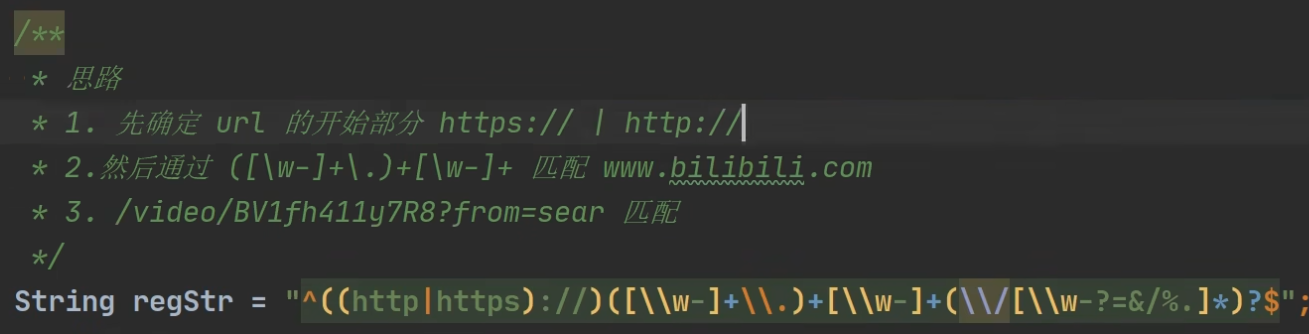 /**
* 思路
* 1. 先确定 url 的开始部分 https:// | http://
* 2.然后通过 ([\w-]+\.)+[\w-]+ 匹配 www.bilibili.com
* 3. /video/BV1fh411y7R8?from=sear 匹配
*/
String regStr = "^((http|https)://)([\\w-]+\\.)+[\\w-]+(\\/[\\w-?=&/%.]*)?$";